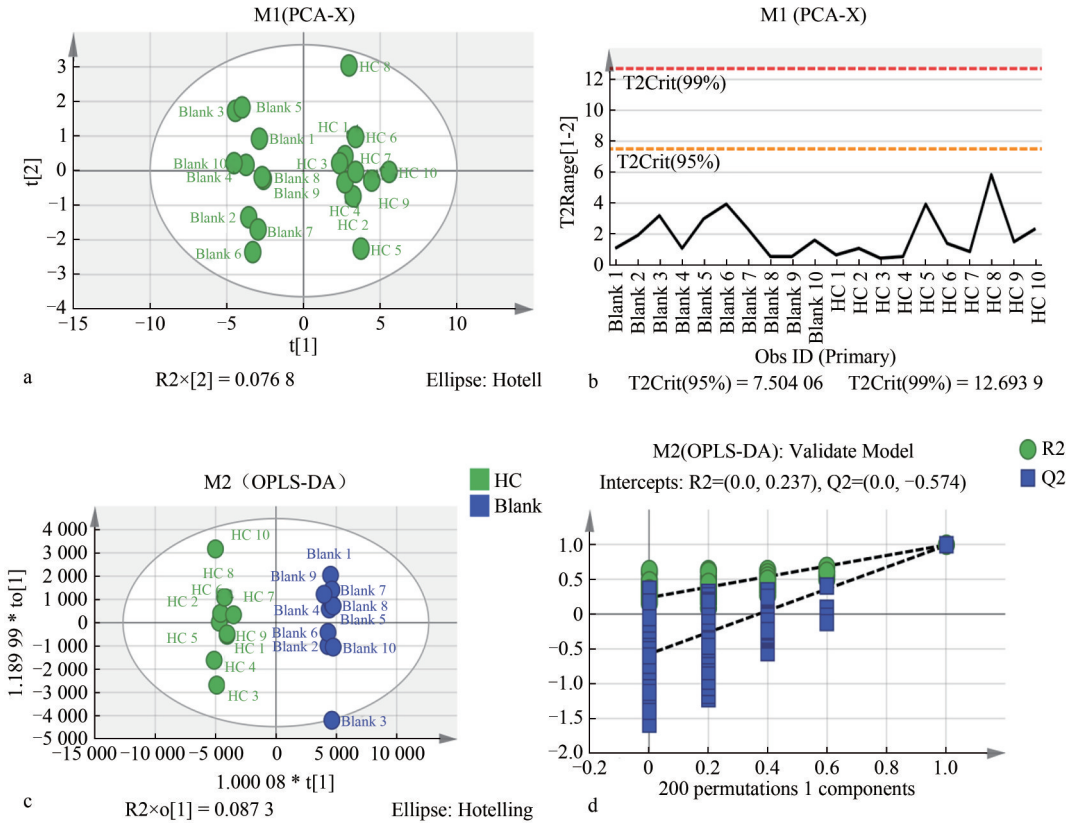 M1(PCA-X)
t[2]
3
2
1
0
−1
−2
−3
−4
HC 8
Blank 3
Blank 5
HC 1
HC 6
Blank 1
HC 7
Blank 10
HC 3
HC 10
Blank 4
Blank 8
Blank 9
HC 4
HC 9
Blank 2
HC 2
Blank 7
Blank 6
HC 5
−15
−10
−5
0
5
10
t[1]
a
R2×[2] = 0.076 8
Ellipse: Hotell
M1 (PCA-X)
T2Range[1-2]
12
10
8
6
4
2
0
T2Crit(99%)
T2Crit(95%)
Blank 1
Blank 2
Blank 3
Blank 4
Blank 5
Blank 6
Blank 7
Blank 8
Blank 9
Blank 10
HC 1
HC 2
HC 3
HC 4
HC 5
HC 6
HC 7
HC 8
HC 9
HC 10
Obs ID (Primary)
b
T2Crit(95%) = 7.504 06
T2Crit(99%) = 12.693 9
M2（OPLS-DA）
HC
Blank
1.189 99 * to[1]
4 000
3 000
2 000
1 000
0
−1 000
−2 000
−3 000
−4 000
−5 000
HC 10
Blank 1
HC 8
Blank 9
HC 6
Blank 7
HC 2
HC 7
Blank 4
Blank 8
Blank 5
HC 5
HC 9
Blank 6
HC 1
Blank 2
Blank 10
HC 4
HC 3
Blank 3
−15 000
−10 000
−5 000
0
5 000
10 000
1.000 08 * t[1]
c
R2×o[1] = 0.087 3
Ellipse: Hotelling
M2(OPLS-DA): Validate Model
R2
Q2
Intercepts: R2=(0.0, 0.237), Q2=(0.0, −0.574)
1.0
0.5
0.0
−0.5
−1.0
−1.5
−2.0
−0.2
0
0.2
0.4
0.6
0.8
1.0
200 permutations 1 components
d